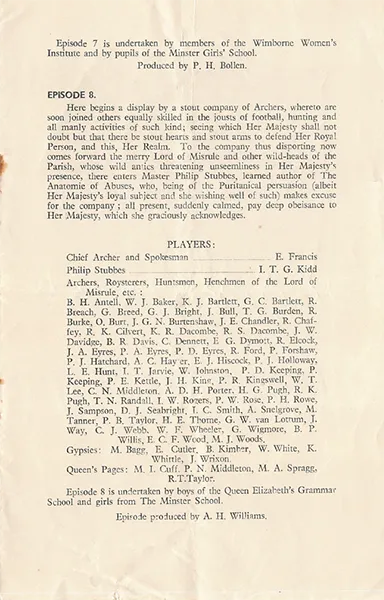 Episode 7 is undertaken by members of the Wimborne Women's
Institute and by pupils of the Minster Girls' School.
Produced by P. H. Bollen.
EPISODE 8.
Here begins a display by a stout company of Archers, whereto are
soon joined others equally skilled in the jousts of football, hunting and
all manly activities of such kind; seeing which Her Majesty shall not
doubt but that there be stout hearts and stout arms to defend Her Royal
Person, and this, Her Realm. To the company thus disporting now
comes forward the merry Lord of Misrule and other wild-heads of the
Parish, whose wild antics threatening unseemliness in Her Majesty's
presence, there enters Master Philip Stubbes, learned author of The
Anatomie of Abuses, who, being of the Puritanical persuasion (albeit
Her Majesty's loyal subject and she wishing well of such) makes excuse
for the company; all present, suddenly calmed, pay deep obeisance to
Her Majesty, which she graciously acknowledges.
PLAYERS:
Chief Archer and Spokesman E. Francis
Philip Stubbes I. T. G. Kidd
Archers, Roysterers, Huntsmen, Henchmen of the Lord of
Misrule, etc. :
B. H. Antell, W. J. Baker, K. J. Bartlett, G. C. Bartlett, R.
Breach, G. Breed, G. J. Bright, J. Bull, T. G. Burden, R.
Burke, O. Burt, J. G. N. Burtenshaw, J. E. Chandler, R. Chaf-
fey, R. K. Cilvert, K. R. Dacombe, R. S. Dacombe, J. W.
Davidge, B. R. Davis, C. Dennett, E. G. Dymott, R. Elcock,
J. A. Eyres, P. A. Eyres, P. D. Eyres, R. Ford, P. Forshaw,
P. J. Hatchard, A. C. Hayter, E. J. Hiscock, P. J. Holloway,
L. E. Hunt, I. T. Jarvie, W. Johnston, P. D. Keeping, P.
Keeping, P. E. Kettle, J. H. King, P. R. Kingswell, W. T.
Lee, C. N. Middleton, A. D. H. Porter, H. G. Pugh, R. K.
Pugh, T. N. Randall, I. W. Rogers, P. W. Rose, P. H. Rowe,
J. Sampson, D. J. Seabright, I. C. Smith, A. Snelgrove, M.
Tanner, P. B. Taylor, H. E. Thorne, G. W. van Lottum, J.
Way, C. J. Webb, W. F. Wheeler, G. Wigmore, B. P.
Willis, E. C. F. Wood, M. J. Woods.
Gypsies: M. Bagg, E. Cutler, B. Kimber, W. White, K.
Whittle, J. Wrixon.
Queen's Pages: M. I. Cuff, P. N. Middleton, M. A. Spragg,
R.T.Taylor.
Episode 8 is undertaken by boys of the Queen Elizabeth's Grammar
School and girls from The Minster School.
Episode produced by A. H. Williams.